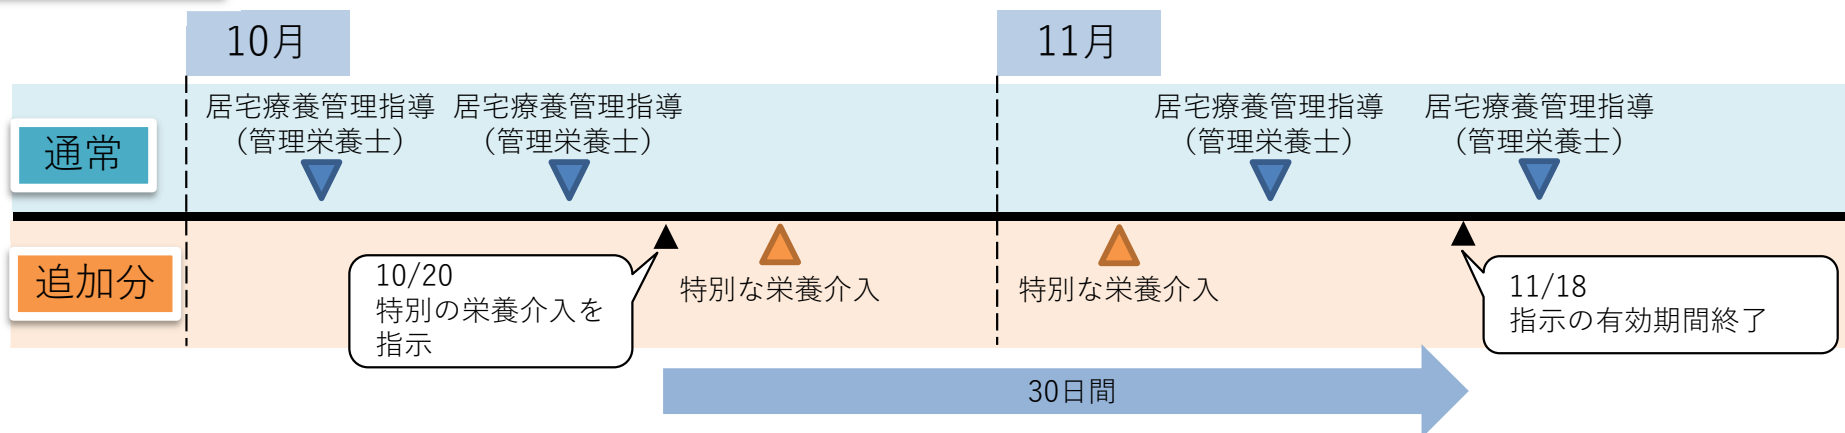 10月
11月
通常
居宅療養管理指導
(管理栄養士)
居宅療養管理指導
(管理栄養士)
居宅療養管理指導
(管理栄養士)
居宅療養管理指導
(管理栄養士)
追加分
10/20
特別の栄養介入を
指示
特別な栄養介入
特別な栄養介入
11/18
指示の有効期間終了
30日間